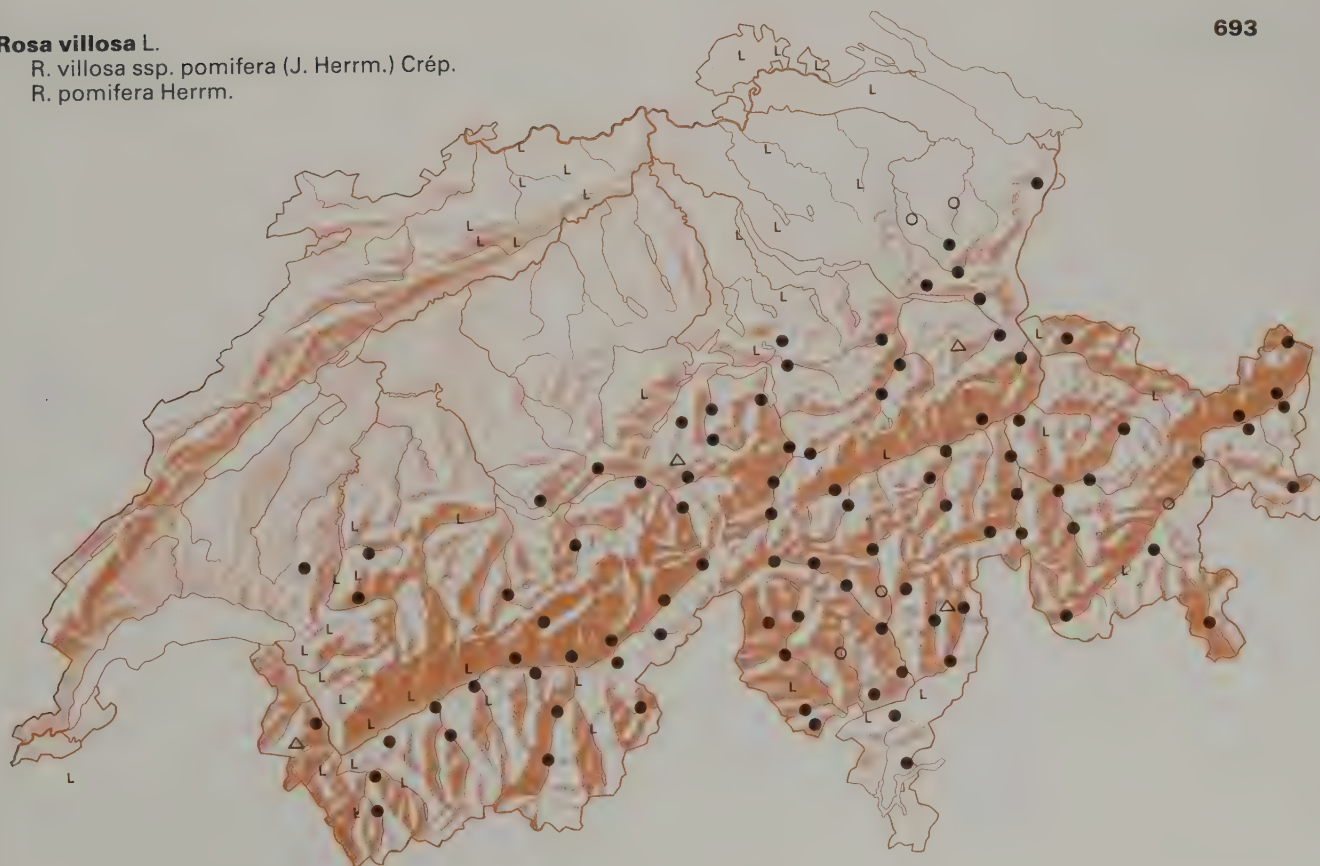 Rosa villosa L.
R. villosa ssp. pomifera (J. Herrm.) Crép.
R. pomifera Herrm.
693